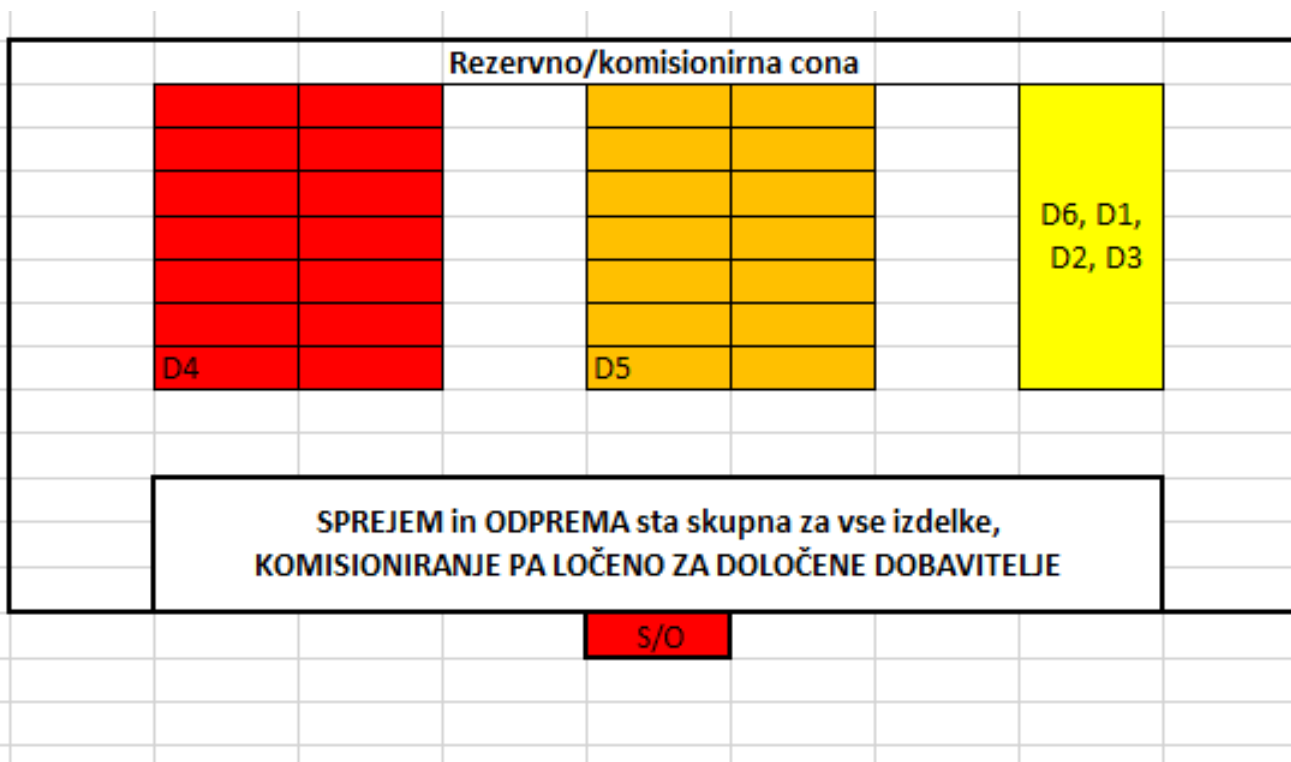 Rezervno/komisionirna cona
D6, D1,
D2, D3
D4
D5
SPREJEM in ODPREMA sta skupna za vse izdelke,
KOMISIONIRANJE PA LOČENO ZA DOLOČENE DOBAVITELJE
S/O